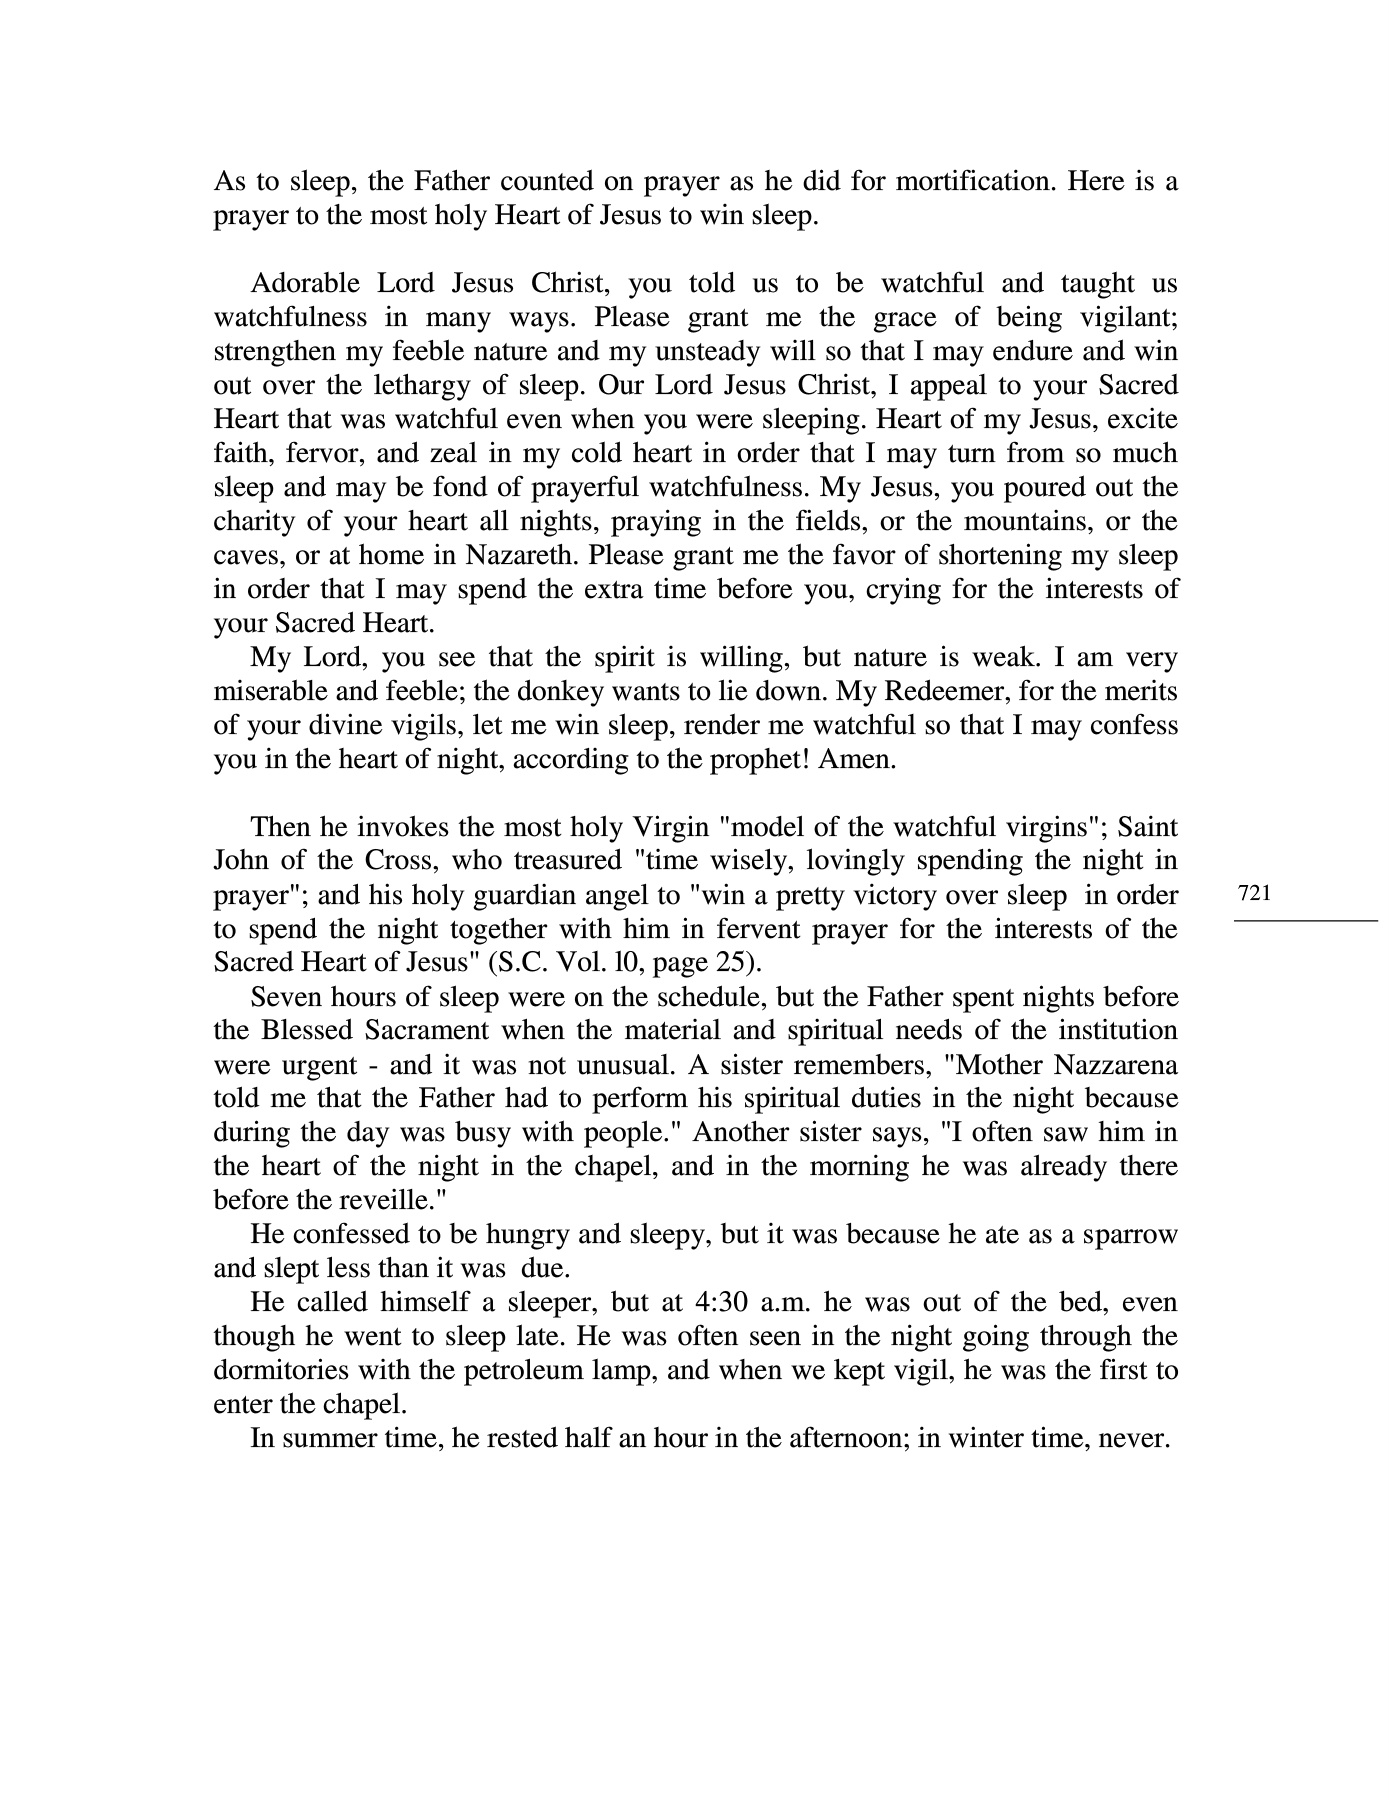 As to sleep, the Father counted on prayer as he did for mortification. Here is a
prayer to the most holy Heart of Jesus to win sleep.
Adorable Lord Jesus Christ, you told us to be watchful and taught us
watchfulness in many ways. Please grant me the grace of being vigilant;
strengthen my feeble nature and my unsteady will so that I may endure and win
out over the lethargy of sleep. Our Lord Jesus Christ, I appeal to your Sacred
Heart that was watchful even when you were sleeping. Heart of my Jesus, excite
faith, fervor, and zeal in my cold heart in order that I may turn from so much
sleep and may be fond of prayerful watchfulness. My Jesus, you poured out the
charity of your heart all nights, praying in the fields, or the mountains, or the
caves, or at home in Nazareth. Please grant me the favor of shortening my sleep
in order that I may spend the extra time before you, crying for the interests of
your Sacred Heart.
My Lord, you see that the spirit is willing, but nature is weak. I am very
miserable and feeble; the donkey wants to lie down. My Redeemer, for the merits
of your divine vigils, let me win sleep, render me watchful so that I may confess
you in the heart of night, according to the prophet! Amen.
Then he invokes the most holy Virgin "model of the watchful virgins"; Saint
John of the Cross, who treasured "time wisely, lovingly spending the night in
prayer"; and his holy guardian angel to "win a pretty victory over sleep in order
to spend the night together with him in fervent prayer for the interests of the
Sacred Heart of Jesus" (S.C. Vol. l0, page 25).
Seven hours of sleep were on the schedule, but the Father spent nights before
the Blessed Sacrament when the material and spiritual needs of the institution
were urgent - and it was not unusual. A sister remembers, "Mother Nazzarena
told me that the Father had to perform his spiritual duties in the night because
during the day was busy with people." Another sister says, "I often saw him in
the heart of the night in the chapel, and in the morning he was already there
before the reveille."
He confessed to be hungry and sleepy, but it was because he ate as a sparrow
and slept less than it was due.
He called himself a sleeper, but at 4:30 a.m. he was out of the bed, even
though he went to sleep late. He was often seen in the night going through the
dormitories with the petroleum lamp, and when we kept vigil, he was the first to
enter the chapel.
In summer time, he rested half an hour in the afternoon; in winter time, never.
721